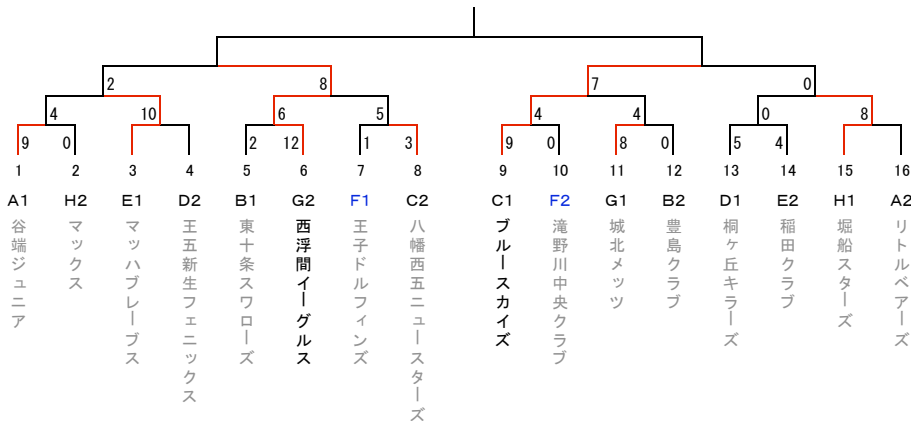 2
8
7
0
4
10
6
5
4
4
0
8
9
0
2
12
1
3
9
0
8
0
5
4
1
2
3
4
5
6
7
8
9
10
11
12
13
14
15
16
A1
H2
E1
D2
B1
G2
F1
C2
C1
F2
G1
B2
D1
E2
H1
A2
谷端ジュニア
マックス
マッハブレーブス
王五新生フェニックス
東十条スワローズ
西浮間イーグルス
王子ドルフィンズ
八幡西五ニュースターズ
ブルースカイズ
滝野川中央クラブ
城北メッツ
豊島クラブ
桐ヶ丘キラーズ
稲田クラブ
堀船スターズ
リトルベアーズ